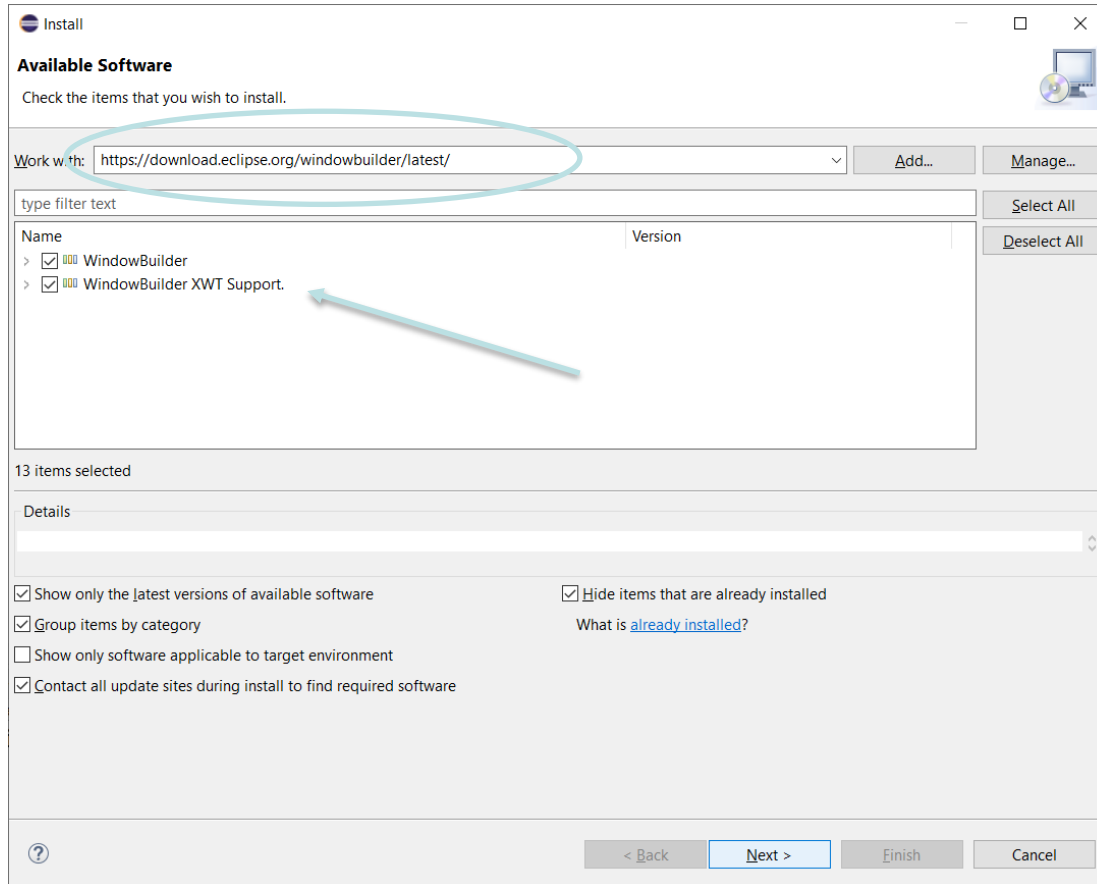 Install
Available Software
Check the items that you wish to install.
Work with: https://download.eclipse.org/windowbuilder/latest/ Add... Manage...
type filter text Select All
Name Version Deselect All
WindowBuilder
WindowBuilder XWT Support.
13 items selected
Details
Show only the latest versions of available software Hide items that are already installed
Group items by category What is already installed?
Show only software applicable to target environment
Contact all update sites during install to find required software
? < Back Next > Finish Cancel